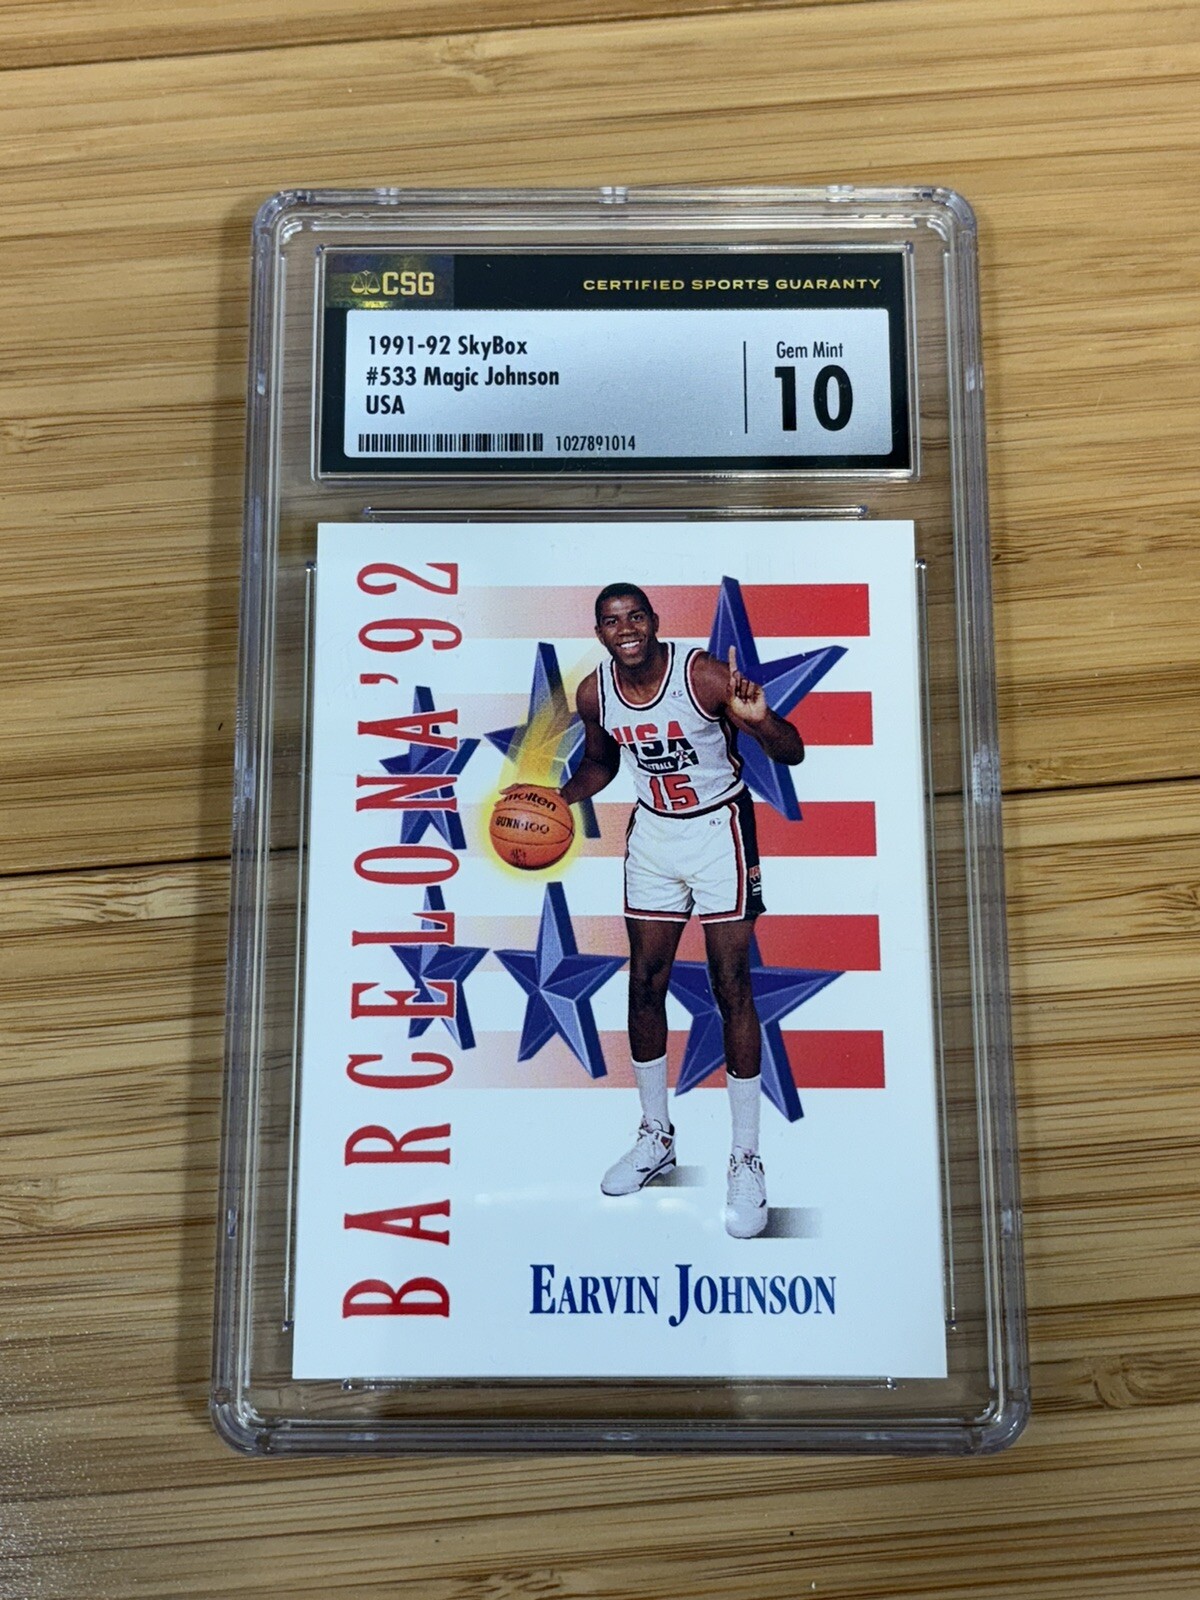 CSG
CERTIFIED SPORTS GUARANTY
1991-92 SkyBox
#533 Magic Johnson
USA
Gem Mint
10
1027891014
BARCELONA '92
USA
15
molten
EARVIN JOHNSON